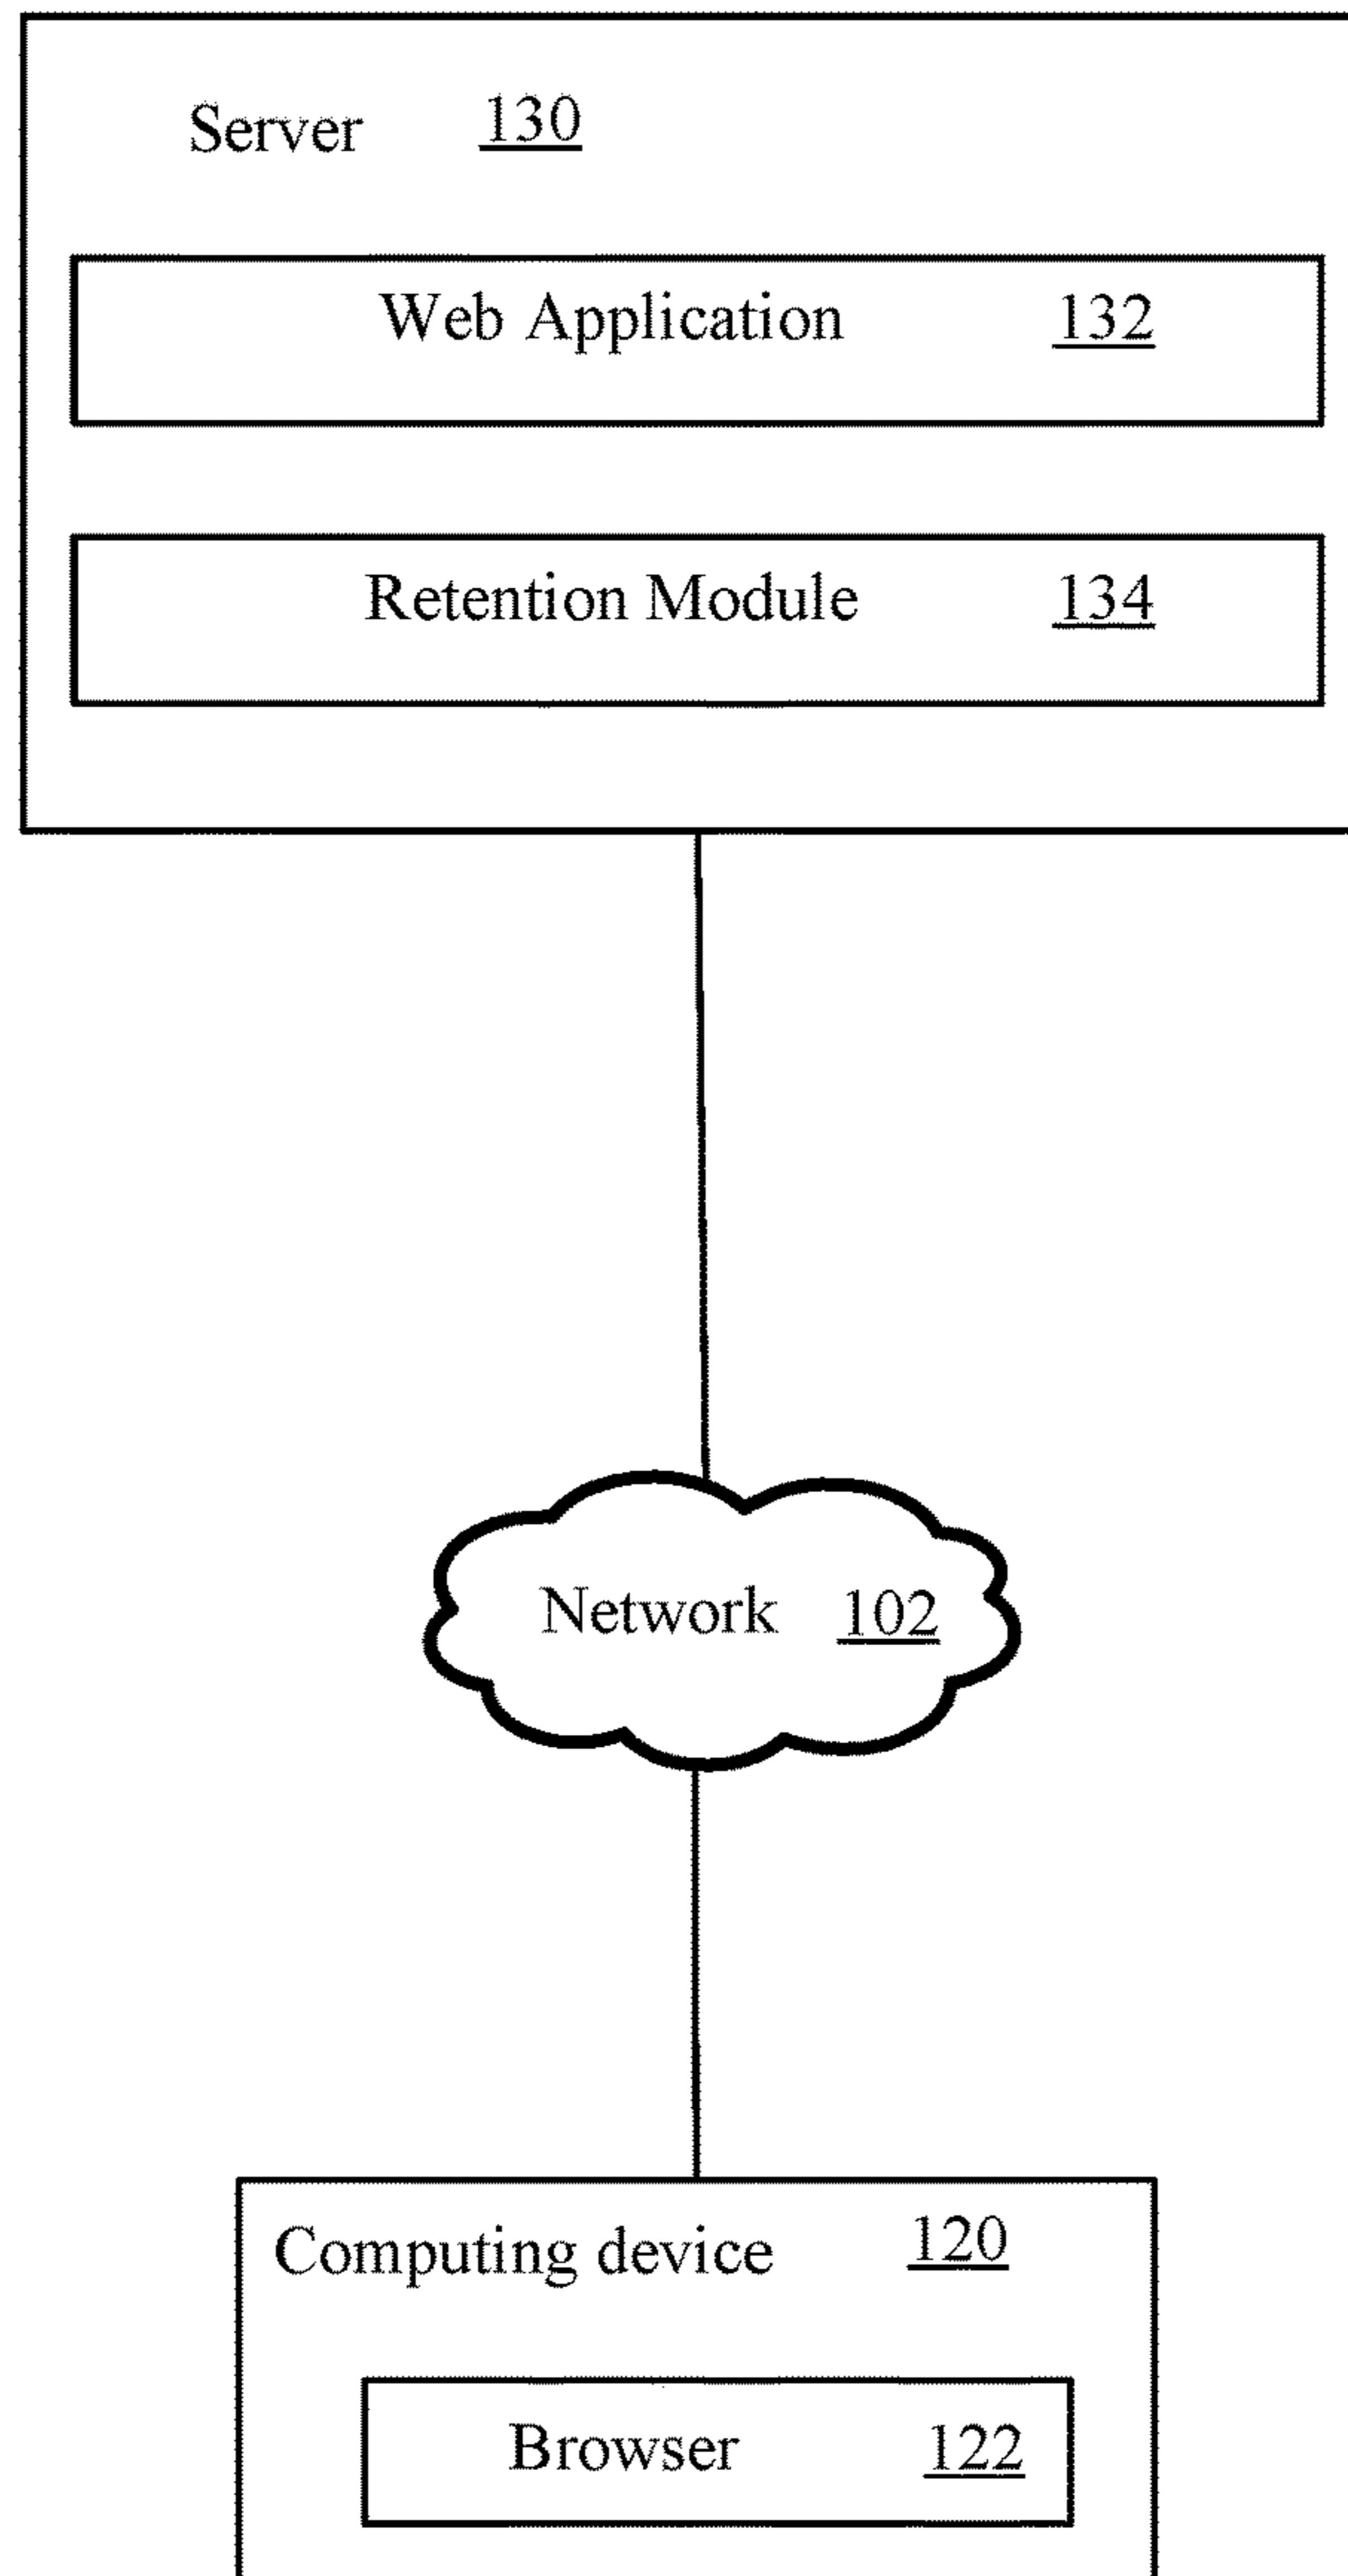 Server 130
Web Application 132
Retention Module 134
Network 102
Computing device 120
Browser 122